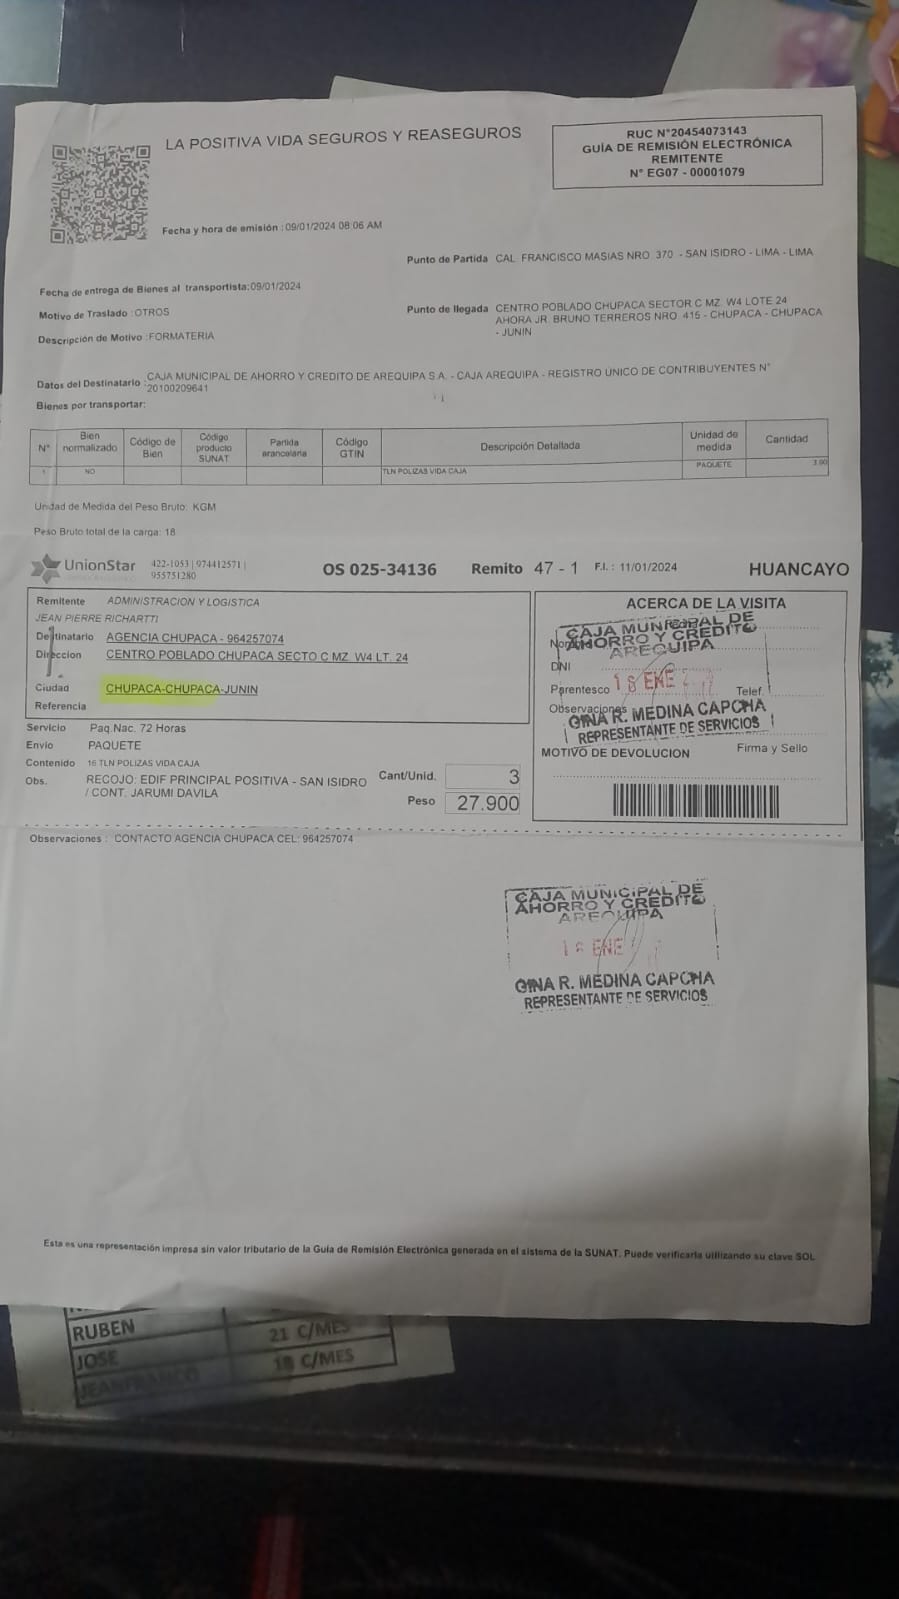 LA POSITIVA VIDA SEGUROS Y REASEGUROS
RUC N°20454073143
GUÍA DE REMISIÓN ELECTRÓNICA
REMITENTE
N° EG07 - 00001079
Fecha y hora de emisión : 09/01/2024 08:06 AM
Punto de Partida CAL. FRANCISCO MASIAS NRO. 370 - SAN ISIDRO - LIMA - LIMA
Fecha de entrega de Bienes al transportista:09/01/2024
Motivo de Traslado :OTROS
Punto de llegada CENTRO POBLADO CHUPACA SECTOR C MZ. W4 LOTE 24
AHORA JR. BRUNO TERREROS NRO. 415 - CHUPACA - CHUPACA
- JUNIN
Descripción de Motivo :FORMATERIA
Datos del Destinatario :CAJA MUNICIPAL DE AHORRO Y CREDITO DE AREQUIPA S.A. - CAJA AREQUIPA - REGISTRO ÚNICO DE CONTRIBUYENTES N°
20100209641
Bienes por transportar:
N° Bien normalizado Código de Bien Código producto SUNAT Partida arancelaria Código GTIN Descripción Detallada Unidad de medida Cantidad
1 NO TLN POLIZAS VIDA CAJA PAQUETE 3.00
Unidad de Medida del Peso Bruto: KGM
Peso Bruto total de la carga: 18
UnionStar 422-1053 | 974412571 |
955751280
OS 025-34136 Remito 47 - 1 F.I.: 11/01/2024 HUANCAYO
Remitente ADMINISTRACION Y LOGISTICA
JEAN PIERRE RICHARTTI
Destinatario AGENCIA CHUPACA - 964257074
Direccion CENTRO POBLADO CHUPACA SECTO C MZ. W4 LT. 24
Ciudad CHUPACA-CHUPACA-JUNIN
Referencia
Servicio Paq.Nac. 72 Horas
Envio PAQUETE
Contenido 16 TLN POLIZAS VIDA CAJA
Obs. RECOJO: EDIF PRINCIPAL POSITIVA - SAN ISIDRO
/ CONT. JARUMI DAVILA
Cant/Unid. 3
Peso 27.900
ACERCA DE LA VISITA
CAJA MUNICIPAL DE
AHORRO Y CREDITO
AREQUIPA
DNI
ENE
Parentesco Telef.
Observaciones
GINA R. MEDINA CAPCHA
REPRESENTANTE DE SERVICIOS
MOTIVO DE DEVOLUCION Firma y Sello
Observaciones : CONTACTO AGENCIA CHUPACA CEL: 964257074
CAJA MUNICIPAL DE
AHORRO Y CREDITO
AREQUIPA
ENE
GINA R. MEDINA CAPCHA
REPRESENTANTE DE SERVICIOS
Esta es una representación impresa sin valor tributario de la Guía de Remisión Electrónica generada en el sistema de la SUNAT. Puede verificarla utilizando su clave SOL
RUBEN 21 C/MES
JOSE 18 C/MES
JEANFRANCO